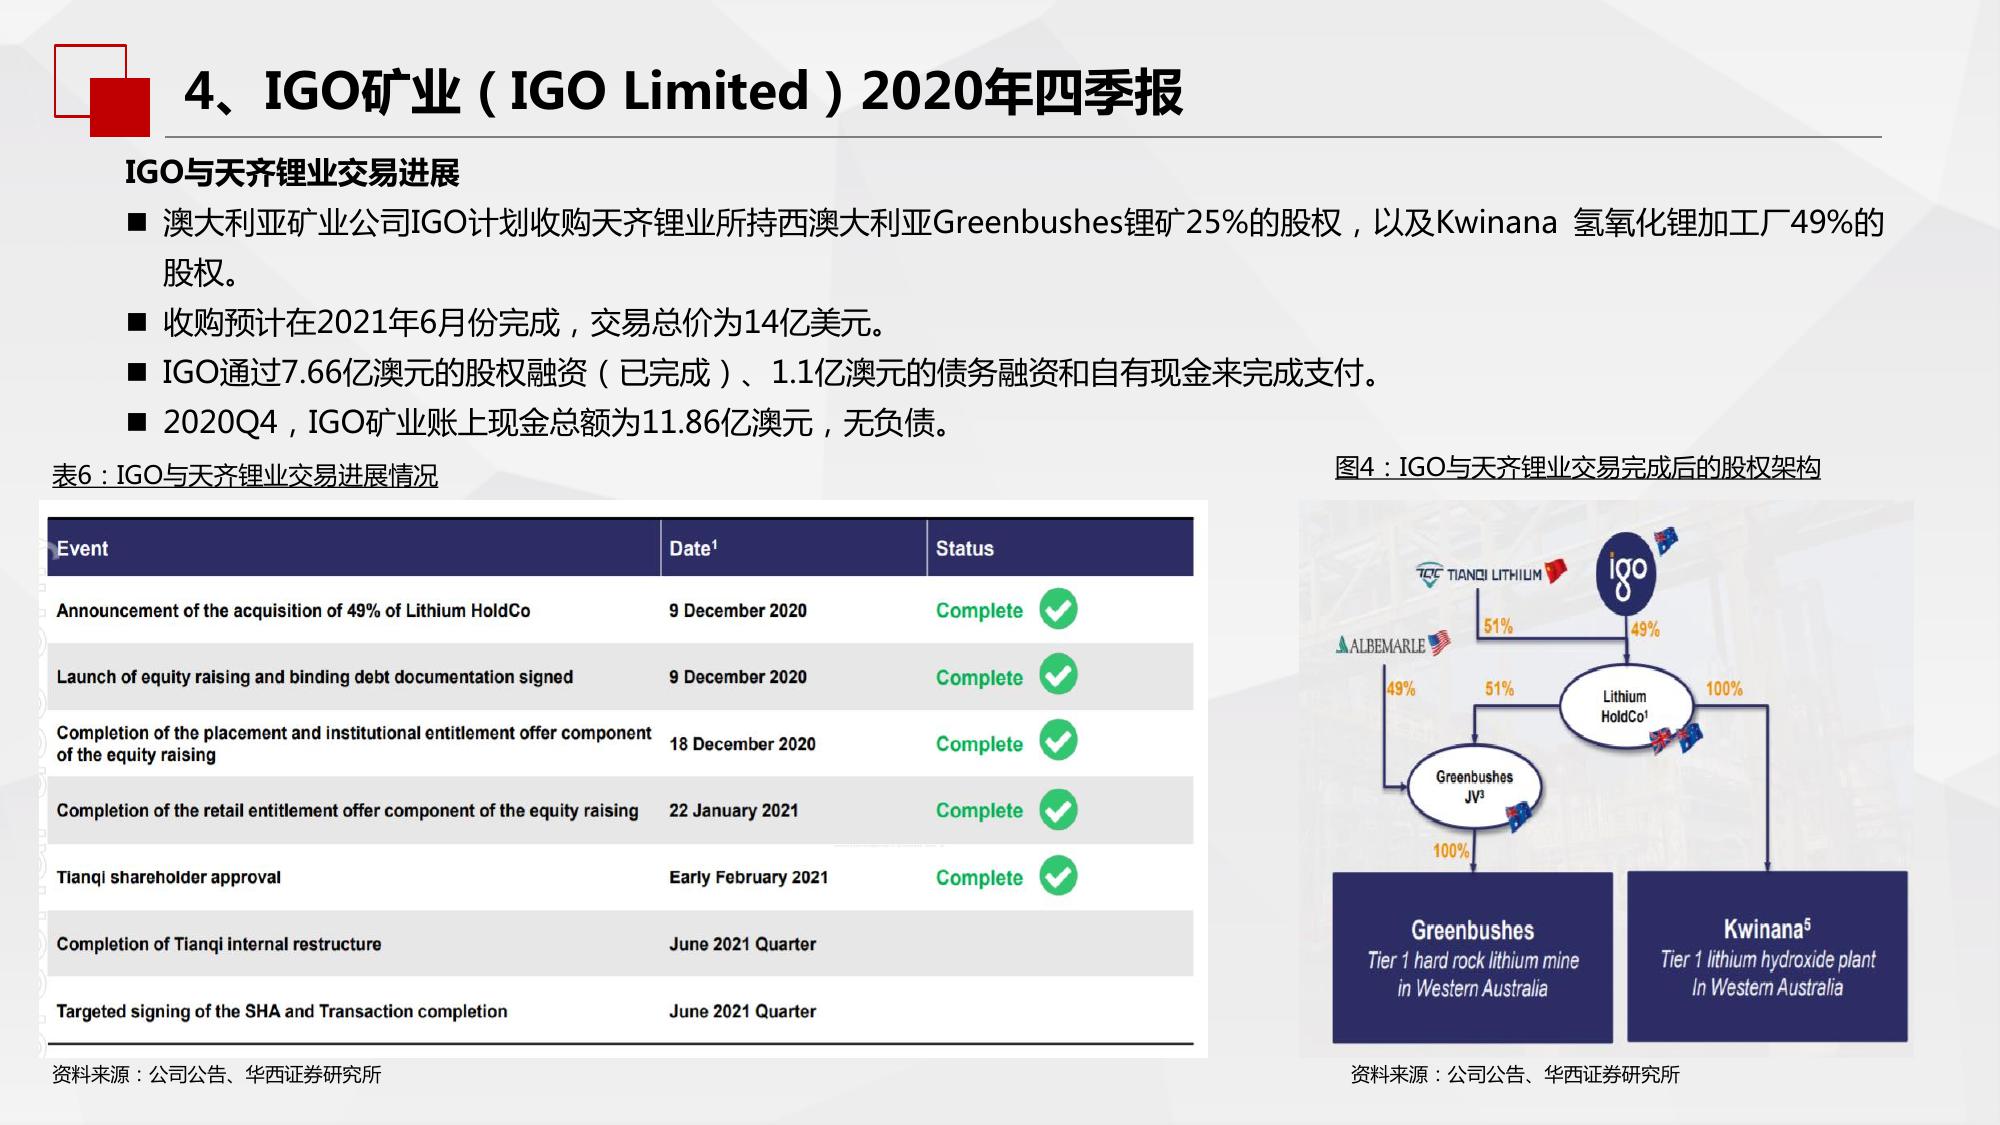 4、IGO矿业（IGO Limited）2020年四季报
IGO与天齐锂业交易进展
■ 澳大利亚矿业公司IGO计划收购天齐锂业所持西澳大利亚Greenbushes锂矿25%的股权，以及Kwinana 氢氧化锂加工厂49%的
股权。
■ 收购预计在2021年6月份完成，交易总价为14亿美元。
■ IGO通过7.66亿澳元的股权融资（已完成）、1.1亿澳元的债务融资和自有现金来完成支付。
■ 2020Q4，IGO矿业账上现金总额为11.86亿澳元，无负债。
表6：IGO与天齐锂业交易进展情况
Event Date¹ Status
Announcement of the acquisition of 49% of Lithium HoldCo 9 December 2020 Complete
Launch of equity raising and binding debt documentation signed 9 December 2020 Complete
Completion of the placement and institutional entitlement offer component
of the equity raising 18 December 2020 Complete
Completion of the retail entitlement offer component of the equity raising 22 January 2021 Complete
Tianqi shareholder approval Early February 2021 Complete
Completion of Tianqi internal restructure June 2021 Quarter
Targeted signing of the SHA and Transaction completion June 2021 Quarter
资料来源：公司公告、华西证券研究所
图4：IGO与天齐锂业交易完成后的股权架构
TQC TIANQI LITHIUM
igo
51%
49%
ALBEMARLE
49%
51%
100%
Lithium
HoldCo¹
Greenbushes
JV³
100%
Greenbushes
Tier 1 hard rock lithium mine
in Western Australia
Kwinana⁵
Tier 1 lithium hydroxide plant
In Western Australia
资料来源：公司公告、华西证券研究所